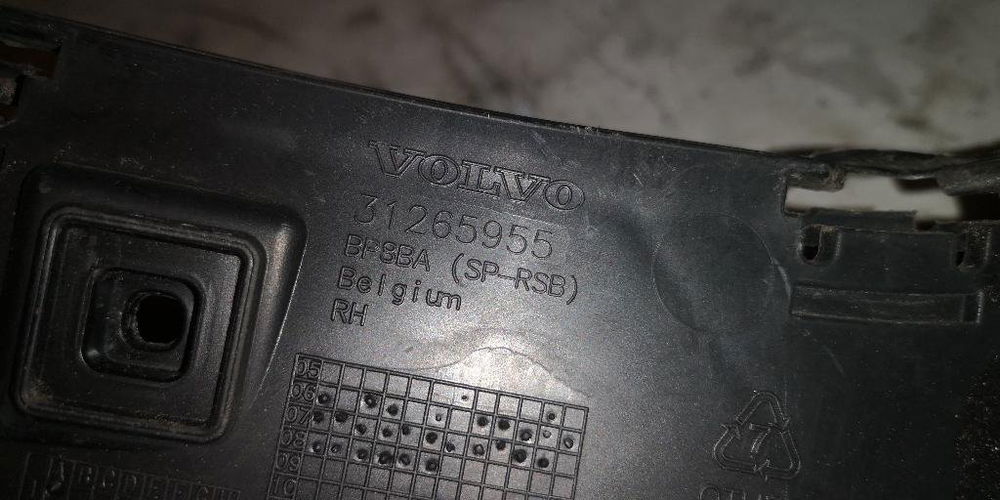 VOLVO
31265955
BP8BA (SP-RSB)
Belgium
RH
05
06
07
08
09
10
7